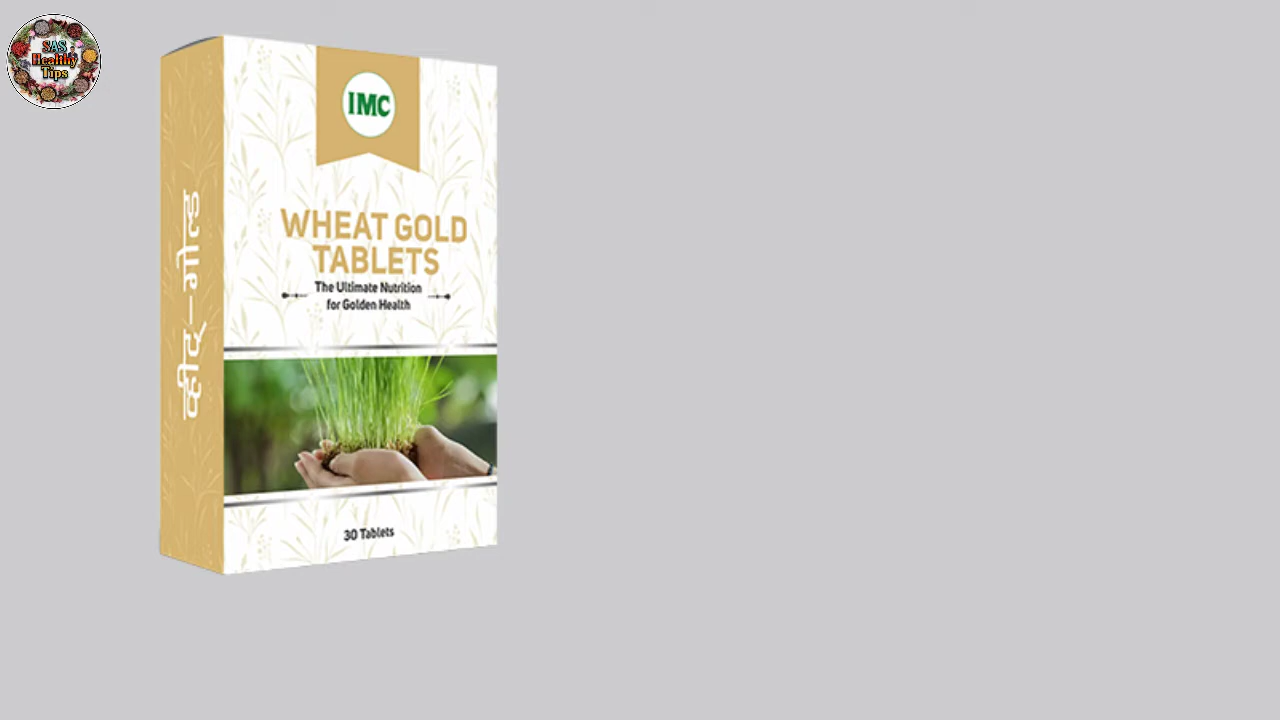 SAS
Healthy
Tips
IMC
WHEAT GOLD
TABLETS
The Ultimate Nutrition
for Golden Health
30 Tablets
व्हीट-गोल्ड